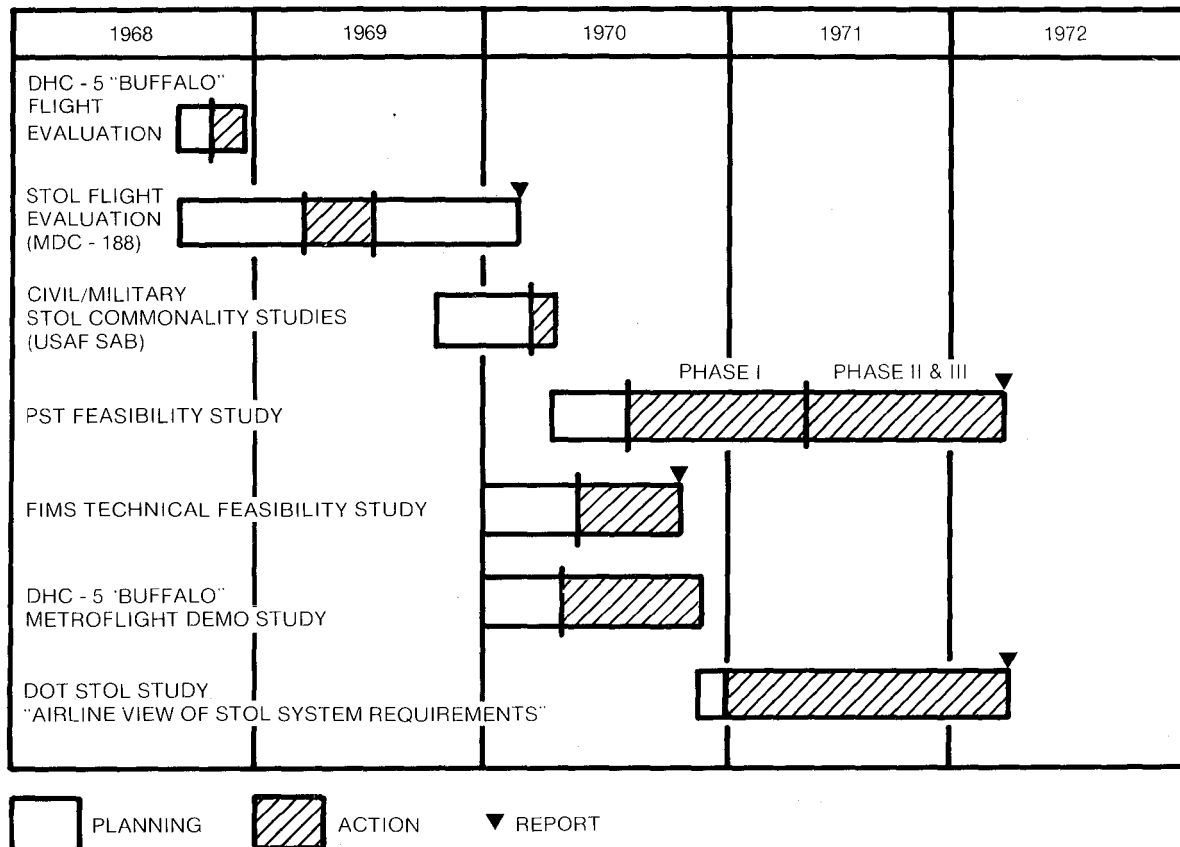 1968 1969 1970 1971 1972
DHC - 5 "BUFFALO"
FLIGHT
EVALUATION
STOL FLIGHT
EVALUATION
(MDC - 188)
CIVIL/MILITARY
STOL COMMONALITY STUDIES
(USAF SAB)
PHASE I PHASE II & III
PST FEASIBILITY STUDY
FIMS TECHNICAL FEASIBILITY STUDY
DHC - 5 "BUFFALO"
METROFLIGHT DEMO STUDY
DOT STOL STUDY
"AIRLINE VIEW OF STOL SYSTEM REQUIREMENTS"
PLANNING ACTION REPORT